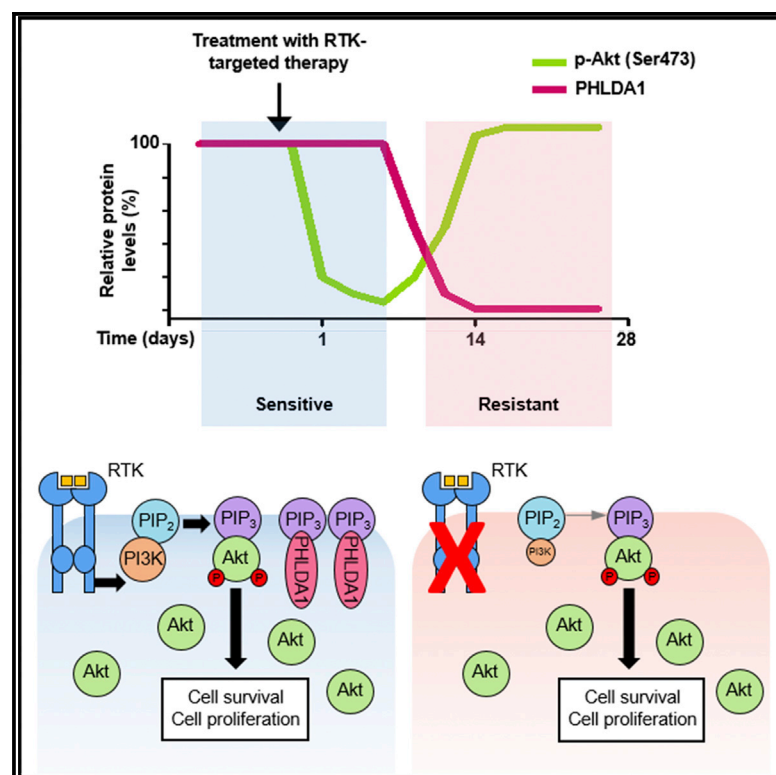 Treatment with RTK-
targeted therapy
p-Akt (Ser473)
PHLDA1
100
Relative protein
levels (%)
Time (days)
1
14
28
Sensitive
Resistant
RTK
PIP2
PIP3
PIP3
PIP3
PI3K
Akt
P
P
PHLDA1
PHLDA1
Akt
Akt
Akt
Akt
Cell survival
Cell proliferation
RTK
PIP2
PIP3
PI3K
Akt
P
P
Akt
Akt
Akt
Akt
Cell survival
Cell proliferation